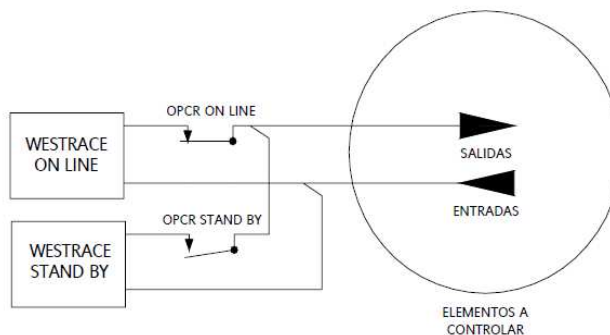 OPCR ON LINE
WESTRACE
ON LINE
SALIDAS
ENTRADAS
OPCR STAND BY
WESTRACE
STAND BY
ELEMENTOS A
CONTROLAR